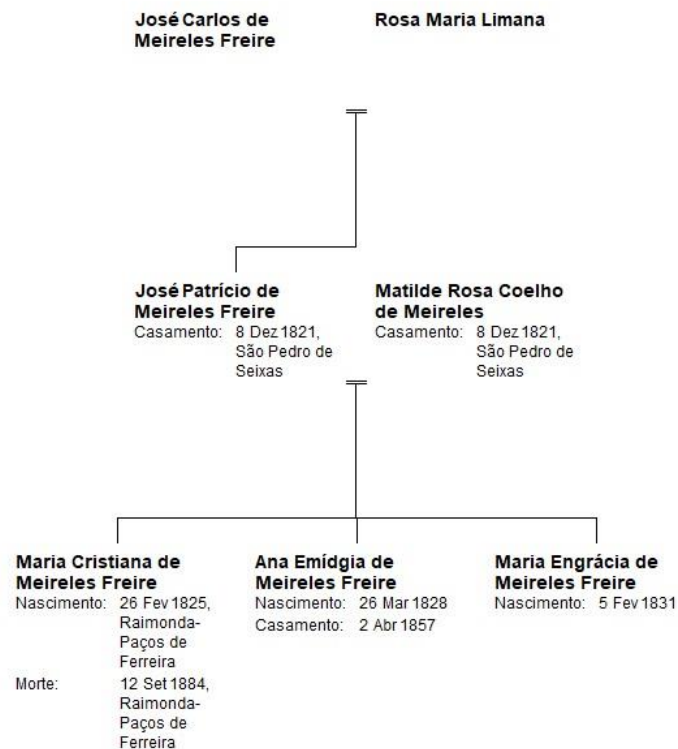 José Carlos de
Meireles Freire
Rosa Maria Limana
José Patrício de
Meireles Freire
Casamento: 8 Dez 1821,
São Pedro de
Seixas
Matilde Rosa Coelho
de Meireles
Casamento: 8 Dez 1821,
São Pedro de
Seixas
Maria Cristiana de
Meireles Freire
Nascimento: 26 Fev 1825,
Raimonda-
Paços de
Ferreira
Morte: 12 Set 1884,
Raimonda-
Paços de
Ferreira
Ana Emídgia de
Meireles Freire
Nascimento: 26 Mar 1828
Casamento: 2 Abr 1857
Maria Engrácia de
Meireles Freire
Nascimento: 5 Fev 1831